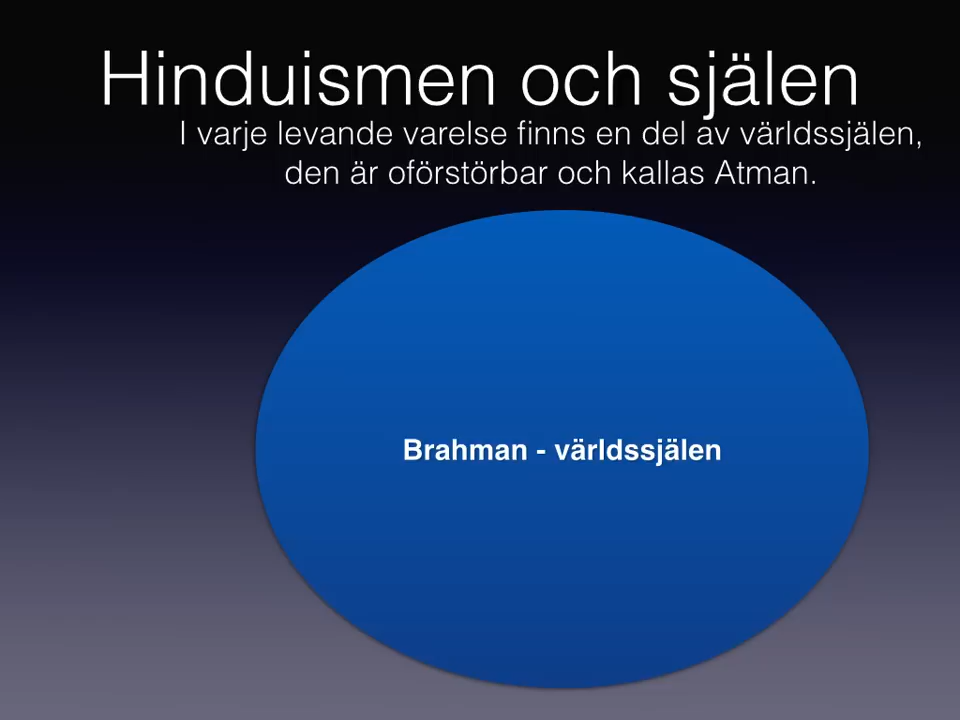 Hinduismen och själen
I varje levande varelse finns en del av världssjälen,
den är oförstörbar och kallas Atman.
Brahman - världssjälen